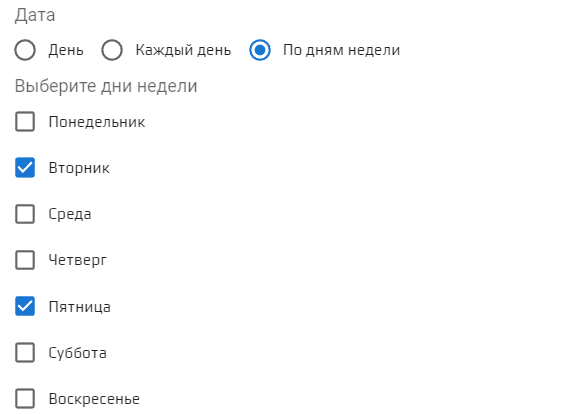 Дата
День Каждый день По дням недели
Выберите дни недели
Понедельник
Вторник
Среда
Четверг
Пятница
Суббота
Воскресенье